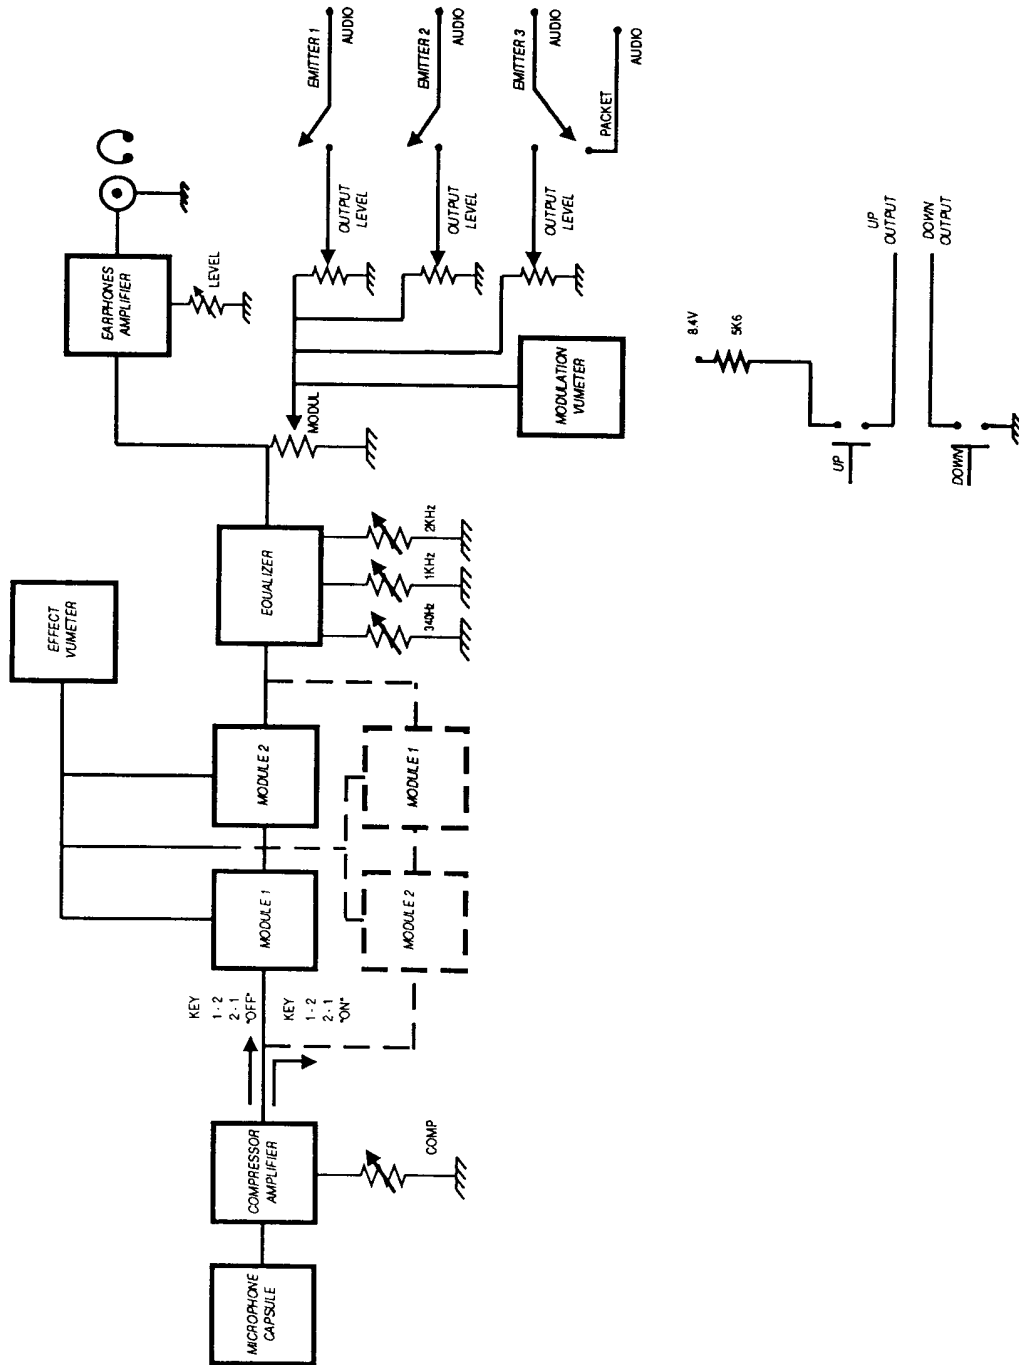 MICROPHONE
CAPSULE
COMPRESSOR
AMPLIFIER
COMP
KEY
1 - 2
2 - 1
"OFF"
KEY
1 - 2
2 - 1
"ON"
MODULE 1
MODULE 2
MODULE 2
MODULE 1
EFFECT
VUMETER
EQUALIZER
340Hz
1KHz
2KHz
MODUL
EARPHONES
AMPLIFIER
LEVEL
MODULATION
VUMETER
OUTPUT
LEVEL
OUTPUT
LEVEL
OUTPUT
LEVEL
EMITTER 1
AUDIO
EMITTER 2
AUDIO
EMITTER 3
AUDIO
PACKET
AUDIO
8.4V
5K6
UP
UP
OUTPUT
DOWN
DOWN
OUTPUT